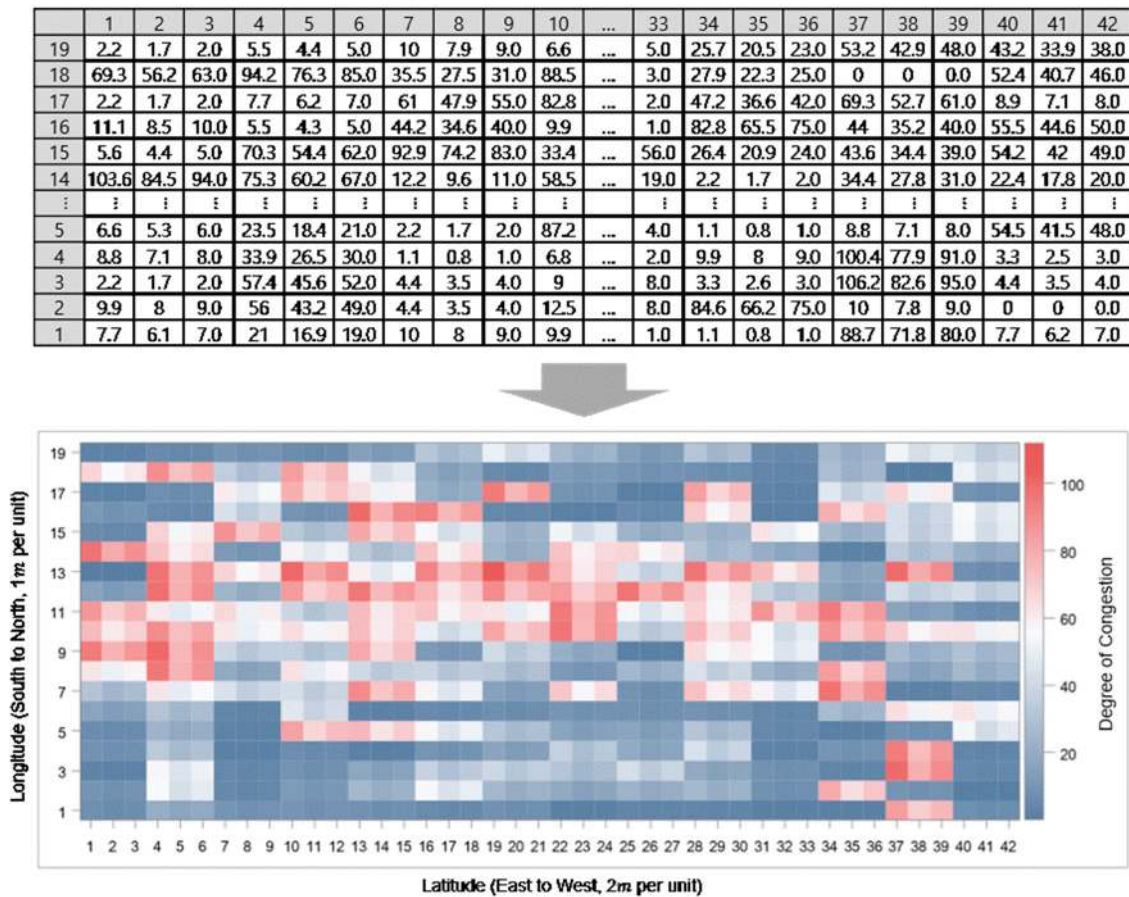 1 2 3 4 5 6 7 8 9 10 ... 33 34 35 36 37 38 39 40 41 42
19 2.2 1.7 2.0 5.5 4.4 5.0 10 7.9 9.0 6.6 ... 5.0 25.7 20.5 23.0 53.2 42.9 48.0 43.2 33.9 38.0
18 69.3 56.2 63.0 94.2 76.3 85.0 35.5 27.5 31.0 88.5 ... 3.0 27.9 22.3 25.0 0 0 0.0 52.4 40.7 46.0
17 2.2 1.7 2.0 7.7 6.2 7.0 61 47.9 55.0 82.8 ... 2.0 47.2 36.6 42.0 69.3 52.7 61.0 8.9 7.1 8.0
16 11.1 8.5 10.0 5.5 4.3 5.0 44.2 34.6 40.0 9.9 ... 1.0 82.8 65.5 75.0 44 35.2 40.0 55.5 44.6 50.0
15 5.6 4.4 5.0 70.3 54.4 62.0 92.9 74.2 83.0 33.4 ... 56.0 26.4 20.9 24.0 43.6 34.4 39.0 54.2 42 49.0
14 103.6 84.5 94.0 75.3 60.2 67.0 12.2 9.6 11.0 58.5 ... 19.0 2.2 1.7 2.0 34.4 27.8 31.0 22.4 17.8 20.0
⋮ ⋮ ⋮ ⋮ ⋮ ⋮ ⋮ ⋮ ⋮ ⋮ ⋮ ... ⋮ ⋮ ⋮ ⋮ ⋮ ⋮ ⋮ ⋮ ⋮ ⋮
5 6.6 5.3 6.0 23.5 18.4 21.0 2.2 1.7 2.0 87.2 ... 4.0 1.1 0.8 1.0 8.8 7.1 8.0 54.5 41.5 48.0
4 8.8 7.1 8.0 33.9 26.5 30.0 1.1 0.8 1.0 6.8 ... 2.0 9.9 8 9.0 100.4 77.9 91.0 3.3 2.5 3.0
3 2.2 1.7 2.0 57.4 45.6 52.0 4.4 3.5 4.0 9 ... 8.0 3.3 2.6 3.0 106.2 82.6 95.0 4.4 3.5 4.0
2 9.9 8 9.0 56 43.2 49.0 4.4 3.5 4.0 12.5 ... 8.0 84.6 66.2 75.0 10 7.8 9.0 0 0 0.0
1 7.7 6.1 7.0 21 16.9 19.0 10 8 9.0 9.9 ... 1.0 1.1 0.8 1.0 88.7 71.8 80.0 7.7 6.2 7.0
Longitude (South to North, 1m per unit)
19
17
15
13
11
9
7
5
3
1
1 2 3 4 5 6 7 8 9 10 11 12 13 14 15 16 17 18 19 20 21 22 23 24 25 26 27 28 29 30 31 32 33 34 35 36 37 38 39 40 41 42
Latitude (East to West, 2m per unit)
100
80
60
40
20
Degree of Congestion